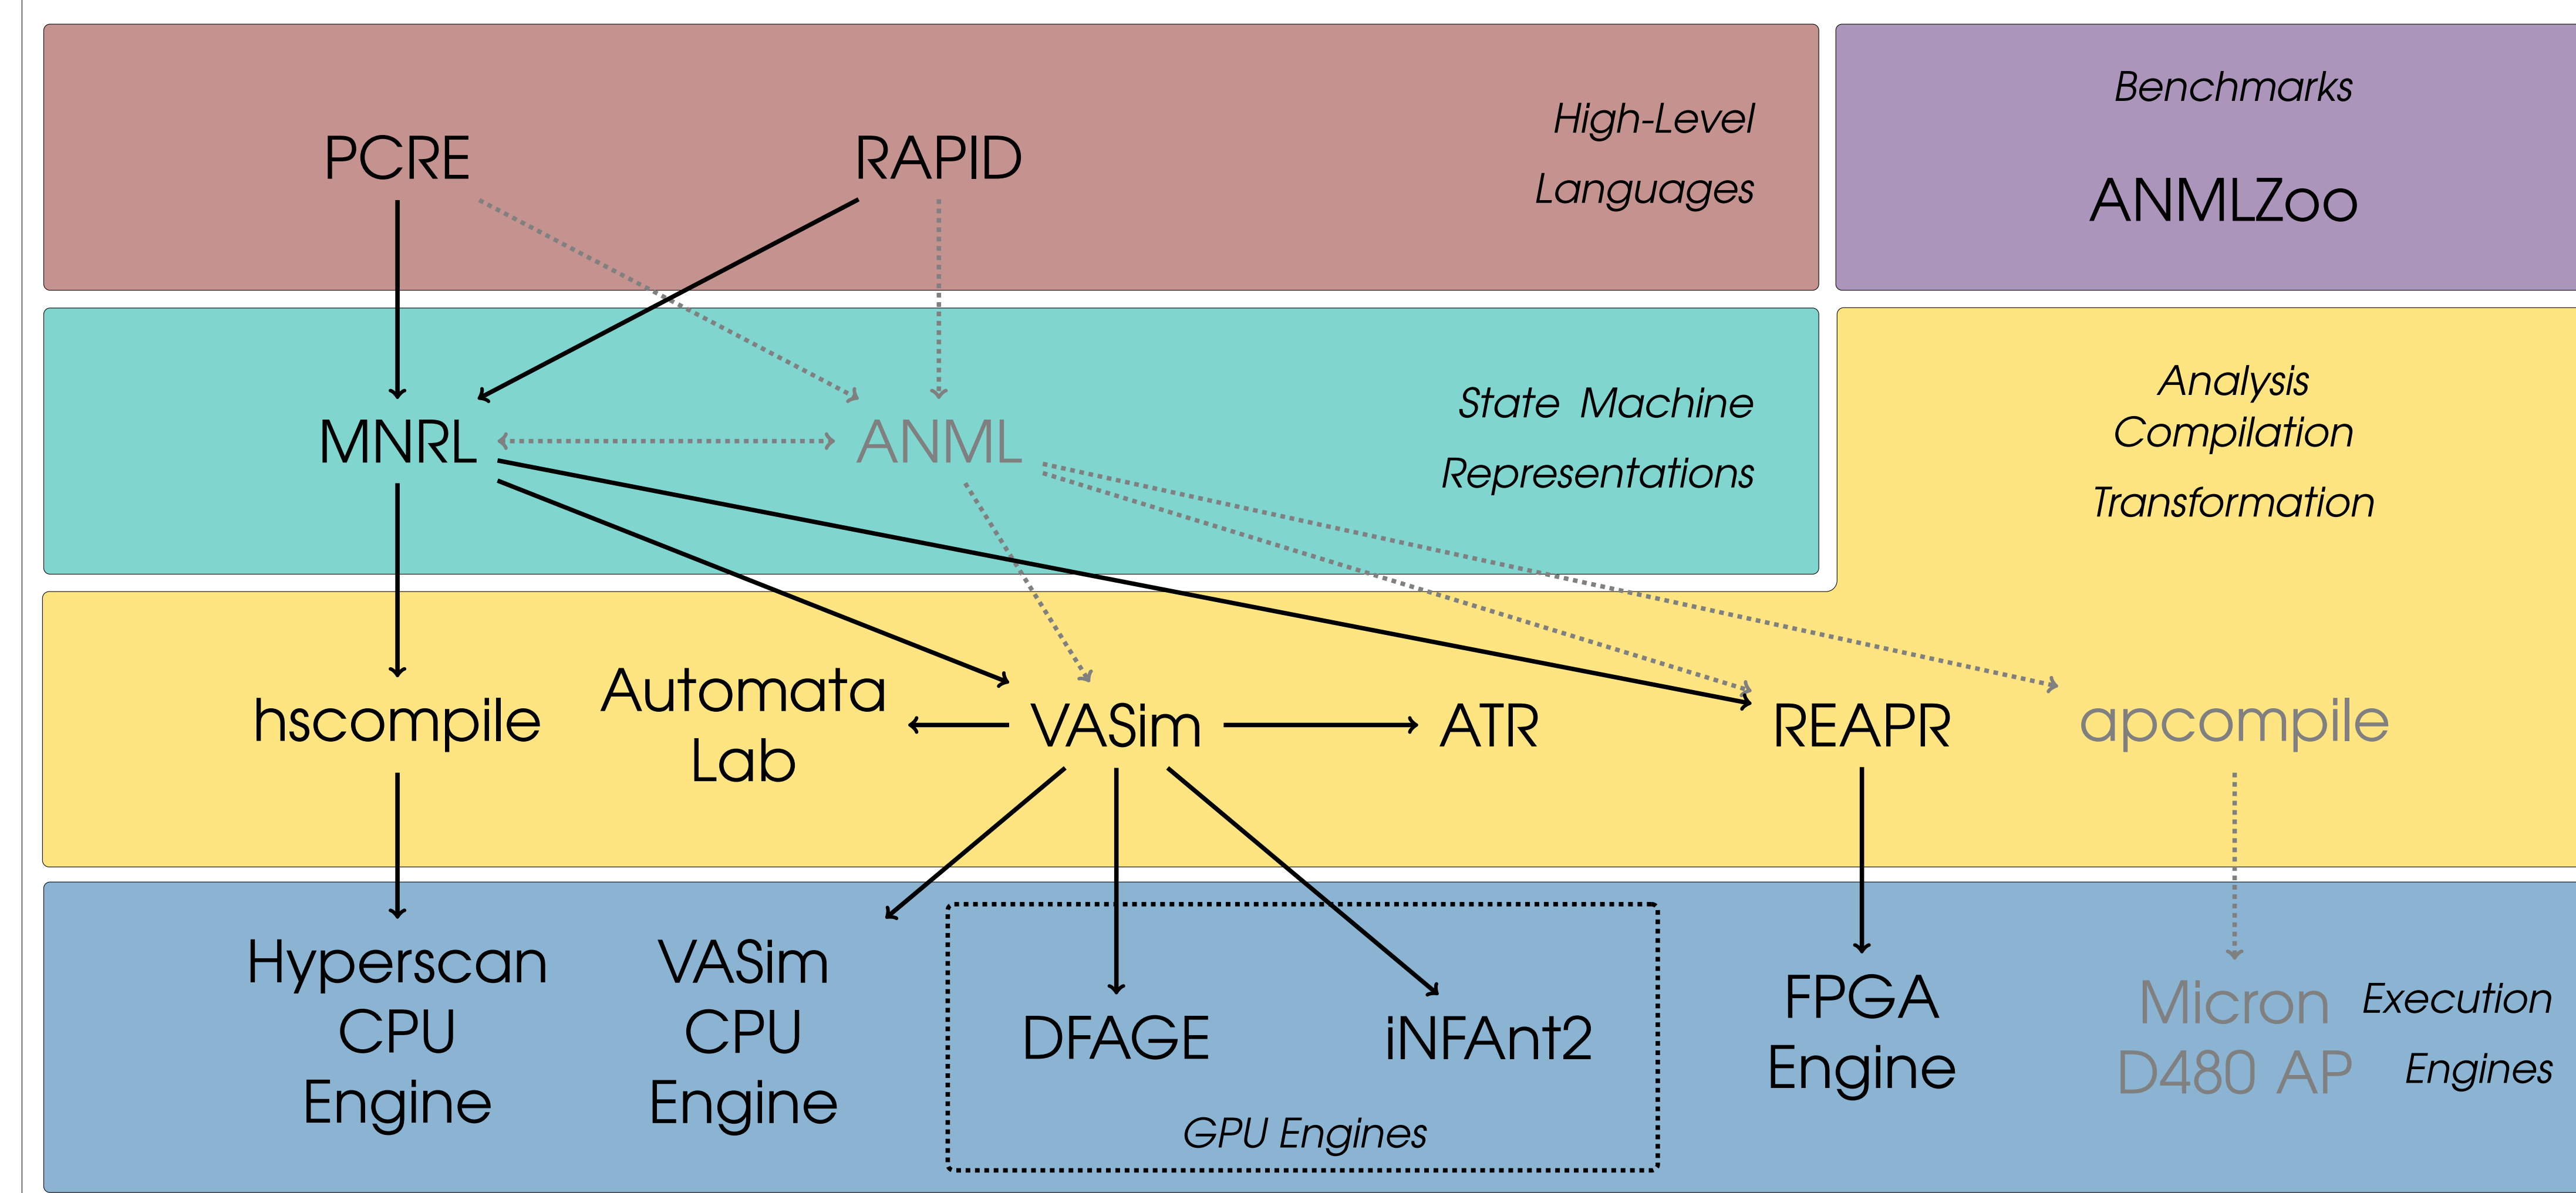 PCRE
RAPID
High-Level
Languages
Benchmarks
ANMLZoo
MNRL
ANML
State Machine
Representations
Analysis
Compilation
Transformation
hscompile
Automata
Lab
VASim
ATR
REAPR
apcompile
Hyperscan
CPU
Engine
VASim
CPU
Engine
DFAGE
iNFAnt2
GPU Engines
FPGA
Engine
Micron
D480 AP
Execution
Engines